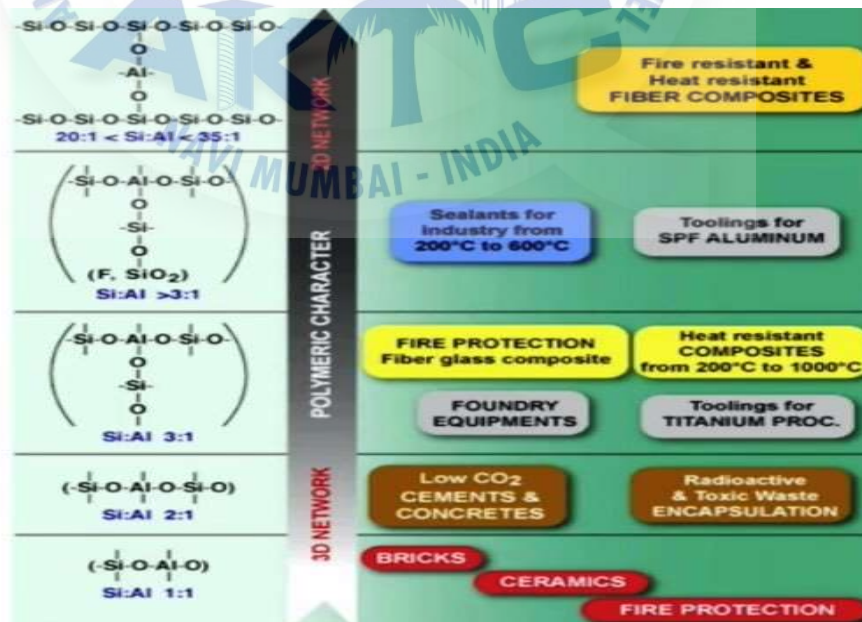 -Si-O-Si-O-Si-O-Si-O-Si-O-
O
-Al-
O
-Si-O-Si-O-Si-O-Si-O-Si-O-
20:1 < Si:Al < 35:1
-Si-O-Al-O-Si-O-
O
-Si-
O
(F, SiO2)
Si:Al >3:1
-Si-O-Al-O-Si-O-
O
-Si-
O
Si:Al 3:1
(-Si-O-Al-O-Si-O)
Si:Al 2:1
(-Si-O-Al-O)
Si:Al 1:1
2D NETWORK
POLYMERIC CHARACTER
3D NETWORK
Fire resistant &
Heat resistant
FIBER COMPOSITES
Sealants for
industry from
200°C to 600°C
Toolings for
SPF ALUMINUM
FIRE PROTECTION
Fiber glass composite
Heat resistant
COMPOSITES
from 200°C to 1000°C
FOUNDRY
EQUIPMENTS
Toolings for
TITANIUM PROC.
Low CO2
CEMENTS &
CONCRETES
Radioactive
& Toxic Waste
ENCAPSULATION
BRICKS
CERAMICS
FIRE PROTECTION
AKTC
NAVI MUMBAI - INDIA